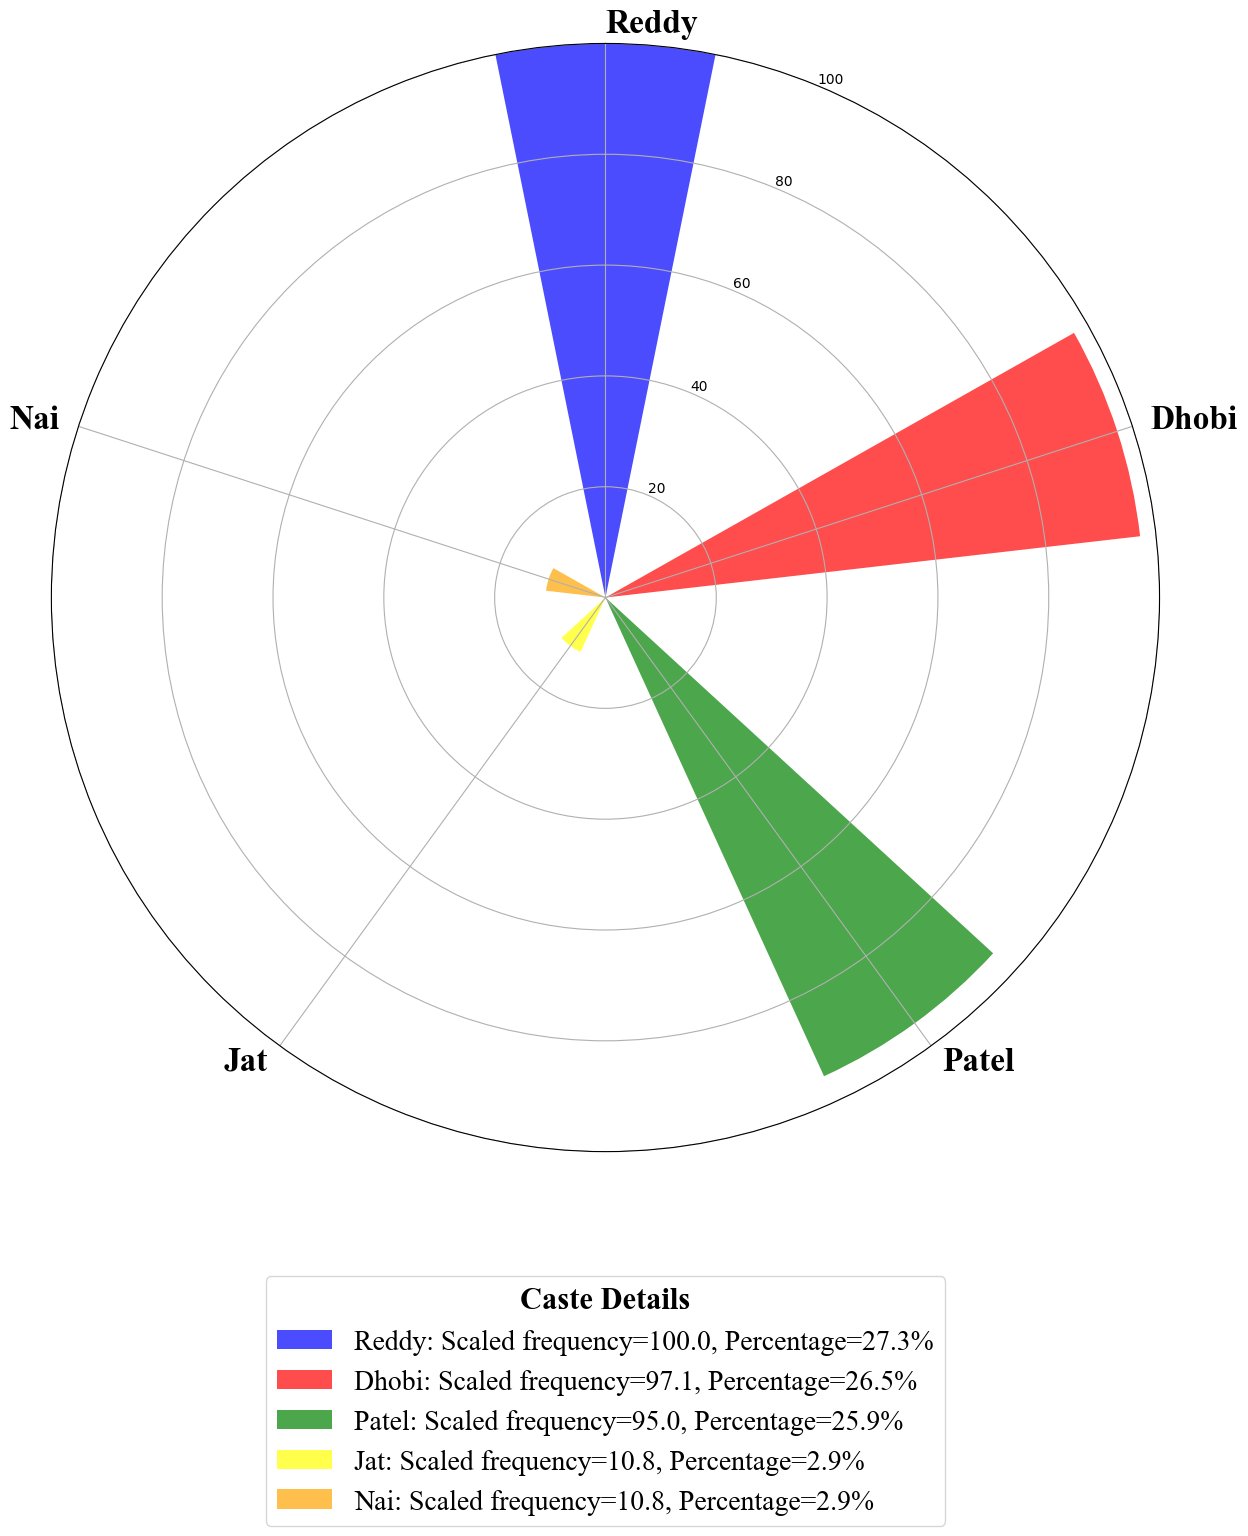 Reddy
100
80
60
40
20
Nai
Dhobi
Jat
Patel
Caste Details
Reddy: Scaled frequency=100.0, Percentage=27.3%
Dhobi: Scaled frequency=97.1, Percentage=26.5%
Patel: Scaled frequency=95.0, Percentage=25.9%
Jat: Scaled frequency=10.8, Percentage=2.9%
Nai: Scaled frequency=10.8, Percentage=2.9%